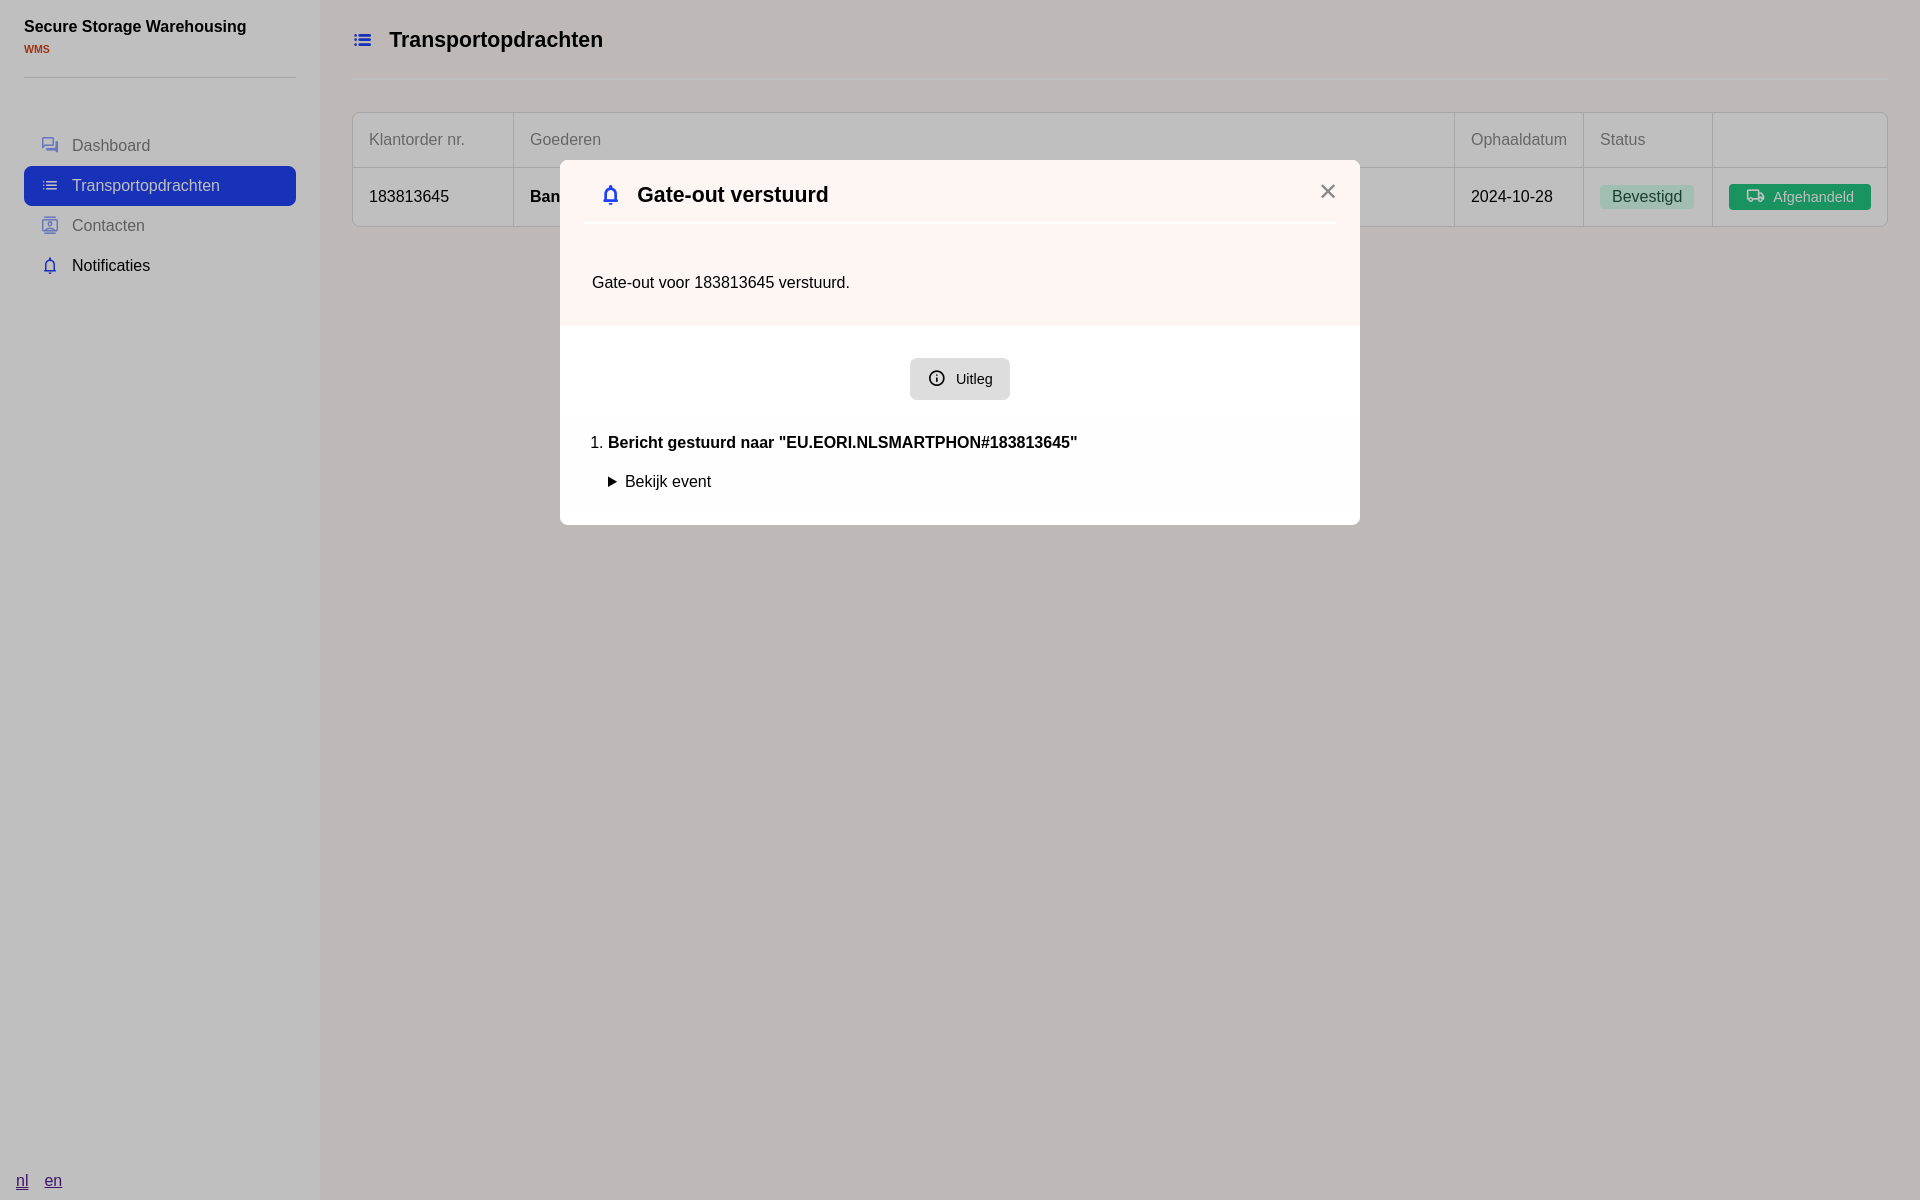 Secure Storage Warehousing
WMS
Dashboard
Transportopdrachten
Contacten
Notificaties
nl en
Transportopdrachten
Klantorder nr. Goederen Ophaaldatum Status
183813645 Ban 2024-10-28 Bevestigd Afgehandeld
Gate-out verstuurd
Gate-out voor 183813645 verstuurd.
Uitleg
1. Bericht gestuurd naar "EU.EORI.NLSMARTPHON#183813645"
Bekijk event